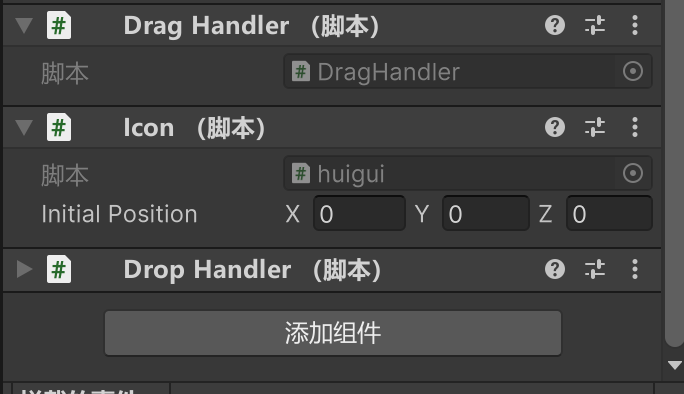 Drag Handler （脚本）
脚本 DragHandler
Icon （脚本）
脚本 huigui
Initial Position X 0 Y 0 Z 0
Drop Handler （脚本）
添加组件